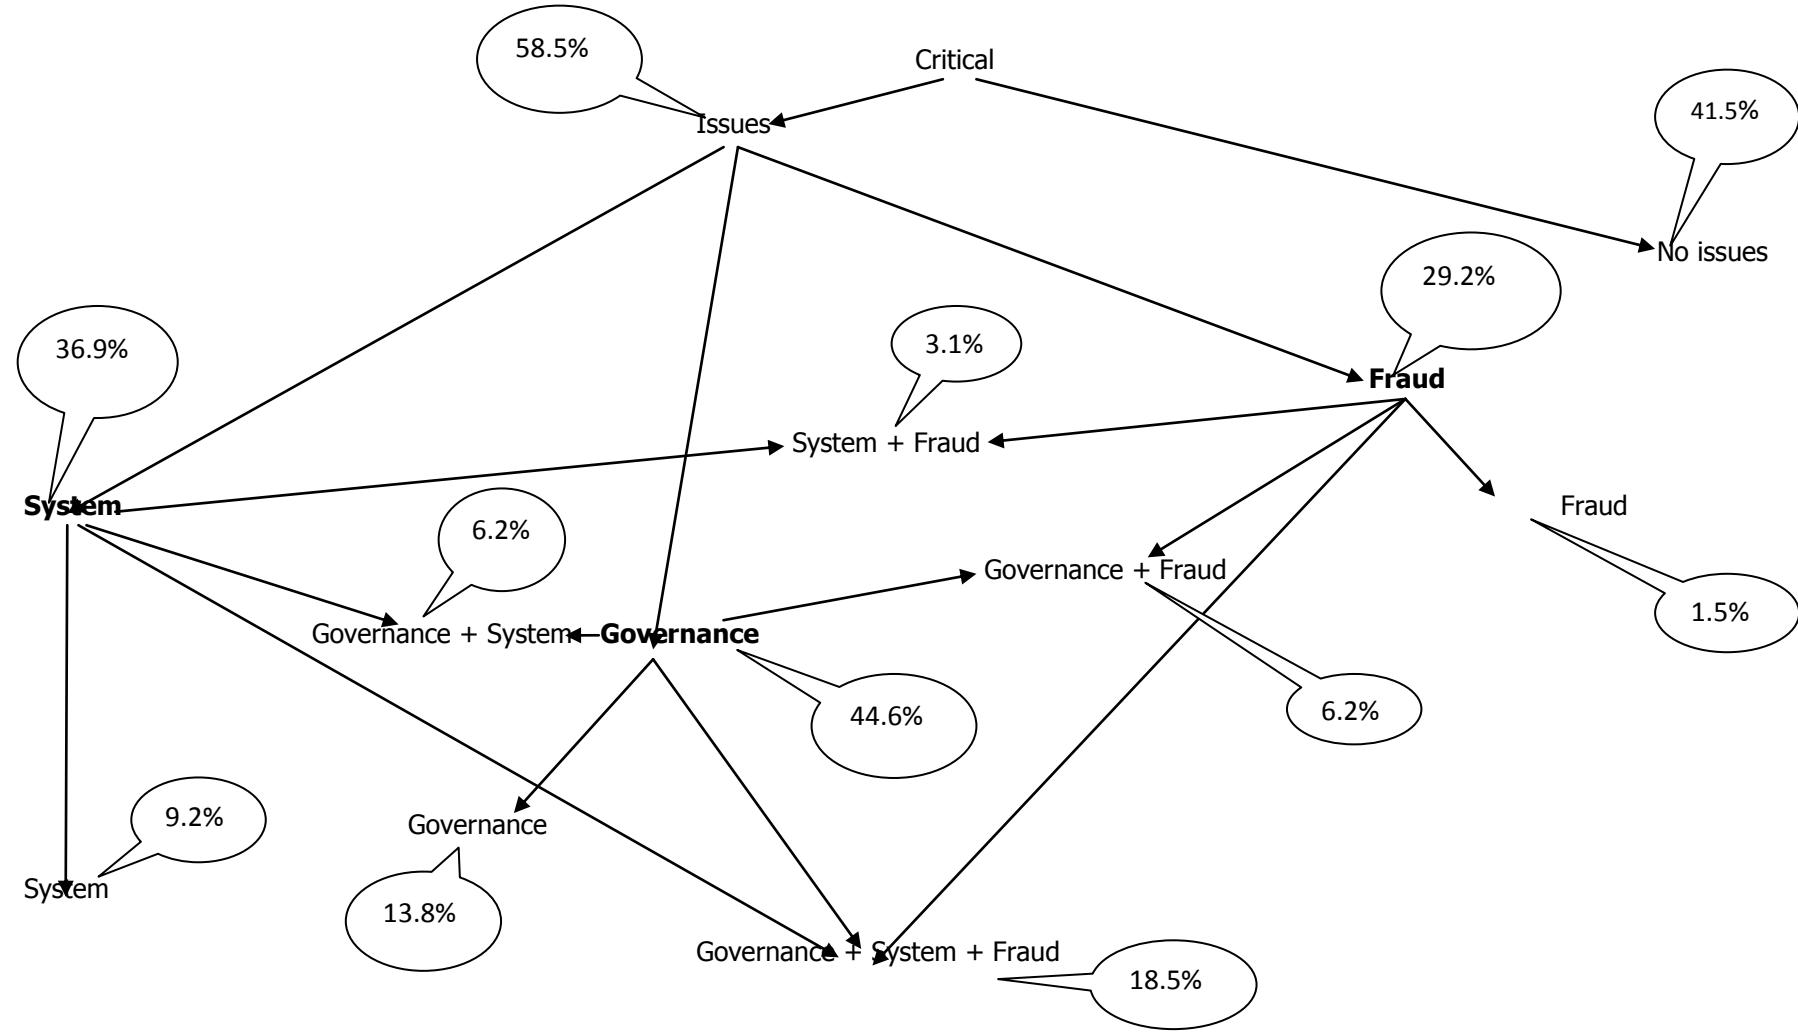 58.5%
Critical
41.5%
Issues
No issues
29.2%
36.9%
3.1%
Fraud
System + Fraud
System
Fraud
6.2%
Governance + Fraud
1.5%
Governance + System
Governance
44.6%
6.2%
9.2%
Governance
System
13.8%
Governance + System + Fraud
18.5%